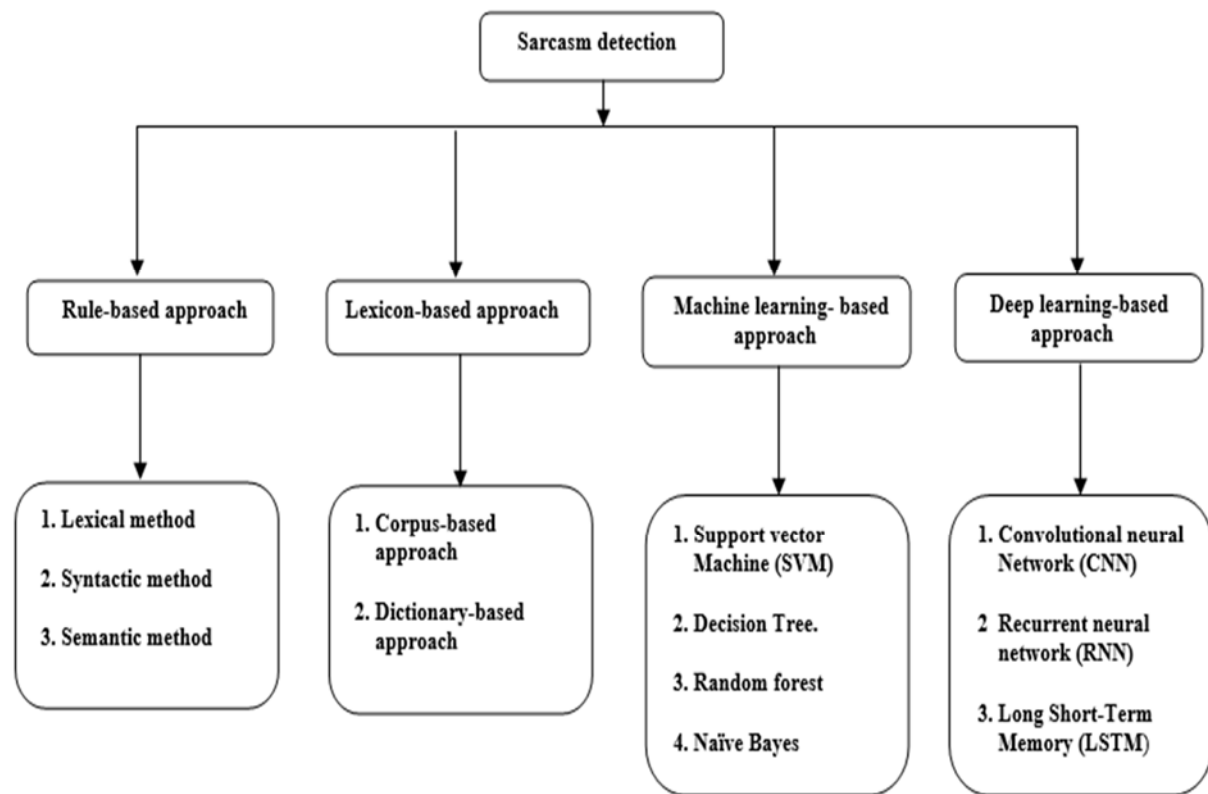 Sarcasm detection
Rule-based approach
Lexicon-based approach
Machine learning- based
approach
Deep learning-based
approach
1. Lexical method
2. Syntactic method
3. Semantic method
1. Corpus-based
approach
2. Dictionary-based
approach
1. Support vector
Machine (SVM)
2. Decision Tree.
3. Random forest
4. Naïve Bayes
1. Convolutional neural
Network (CNN)
2 Recurrent neural
network (RNN)
3. Long Short-Term
Memory (LSTM)